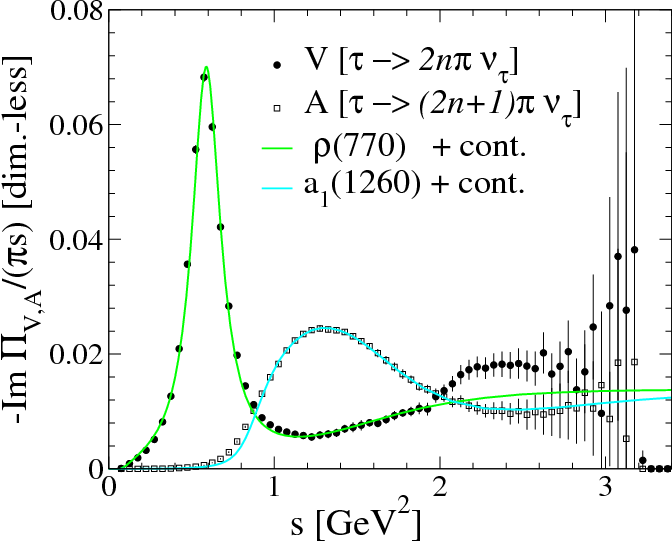 0.08
0.06
0.04
0.02
0
-Im Π_V,A/(πs) [dim.-less]
V [τ -> 2nπ ν_τ]
A [τ -> (2n+1)π ν_τ]
ρ(770) + cont.
a_1(1260) + cont.
0 1 2 3
s [GeV^2]